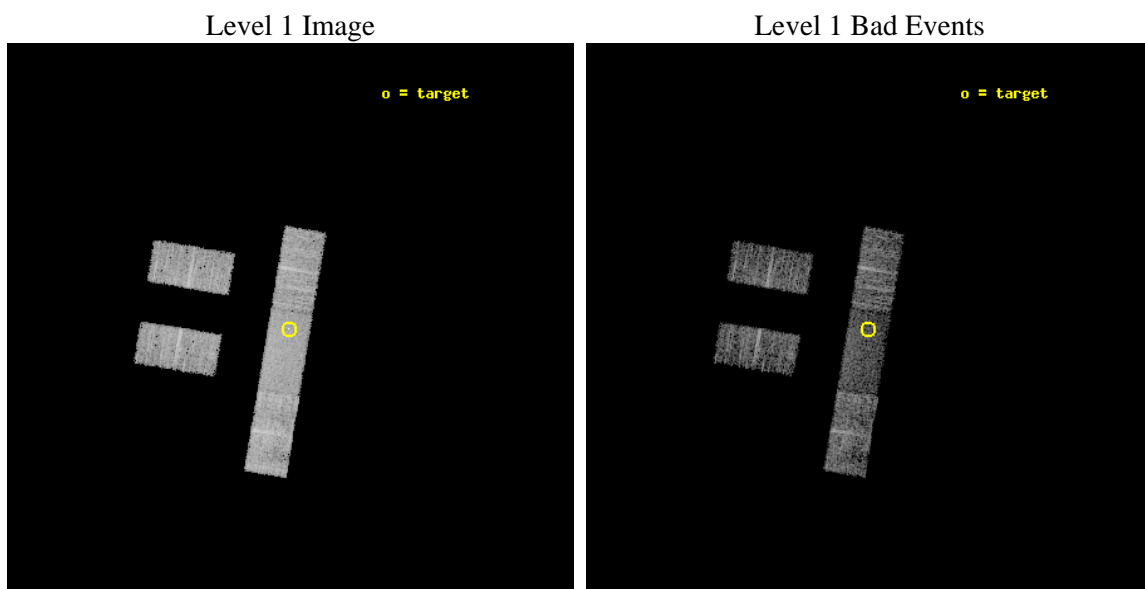 Level 1 Image
Level 1 Bad Events
o = target
o = target